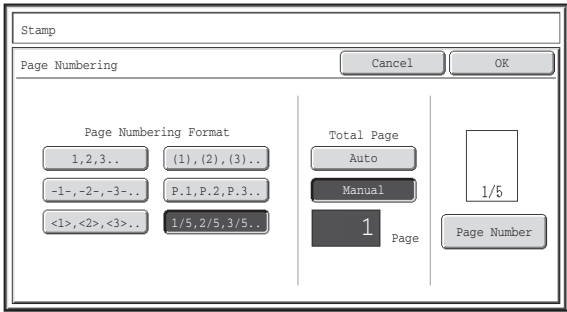 Stamp
Page Numbering
Cancel
OK
Page Numbering Format
1,2,3..
(1),(2),(3)..
-1-,-2-,-3-..
P.1,P.2,P.3..
<1>,<2>,<3>..
1/5,2/5,3/5..
Total Page
Auto
Manual
1
Page
1/5
Page Number